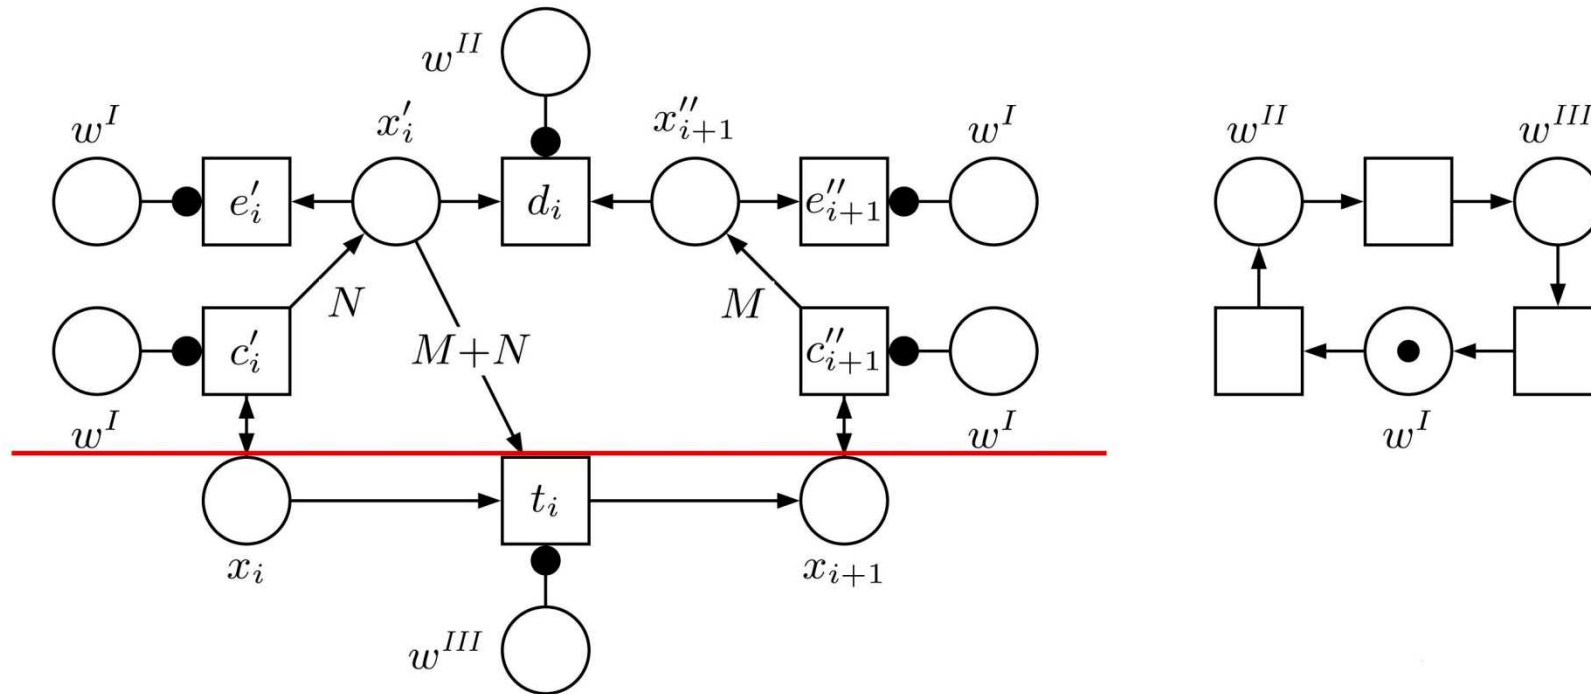 w^{II}
w^I x'_i x''_{i+1} w^I w^{II} w^{III}
e'_i d_i e''_{i+1}
N M
c'_i M+N c''_{i+1}
w^I w^I w^I
t_i
x_i x_{i+1}
w^{III}